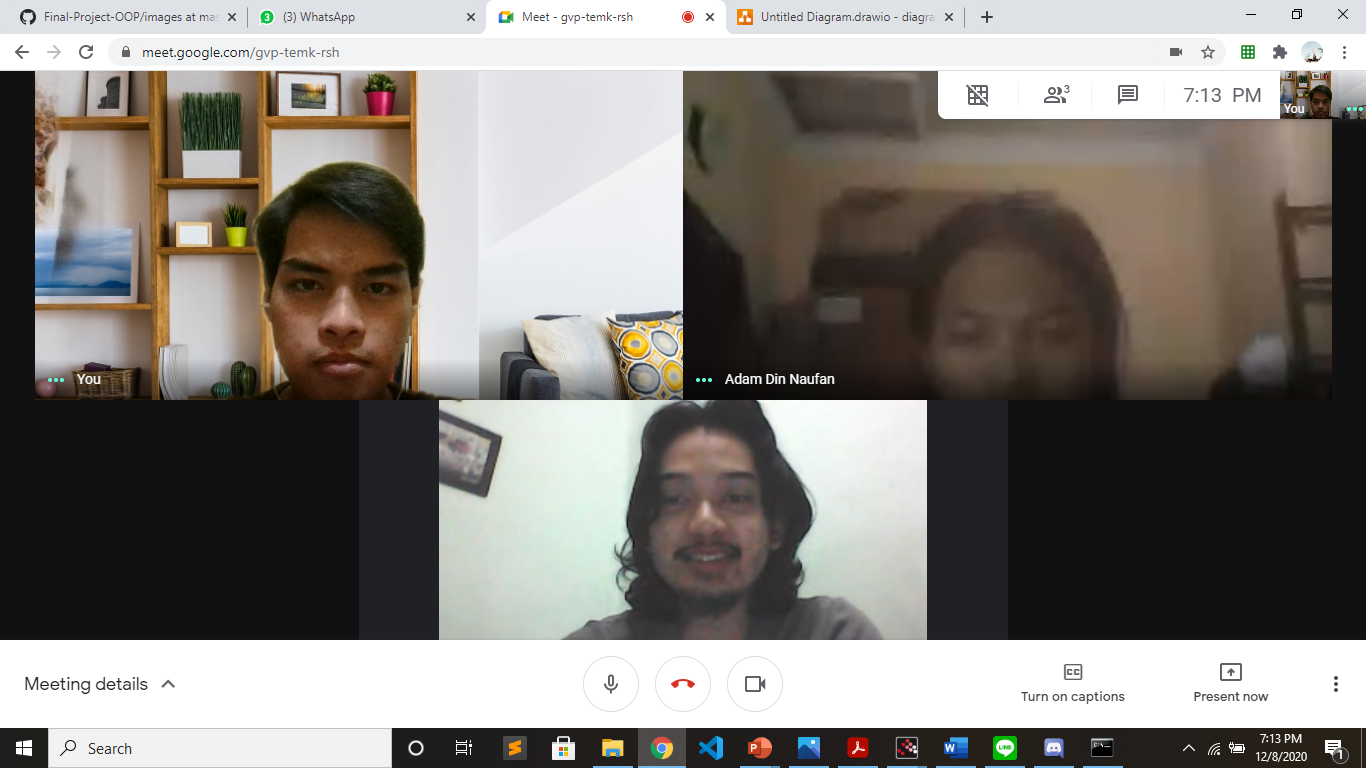 Final-Project-OOP/images at mas
3
(3) WhatsApp
Meet - gvp-temk-rsh
Untitled Diagram.drawio - diagra
meet.google.com/gvp-temk-rsh
3
7:13 PM
You
You
Adam Din Naufan
Meeting details
CC
Turn on captions
Present now
Search
7:13 PM
12/8/2020
1